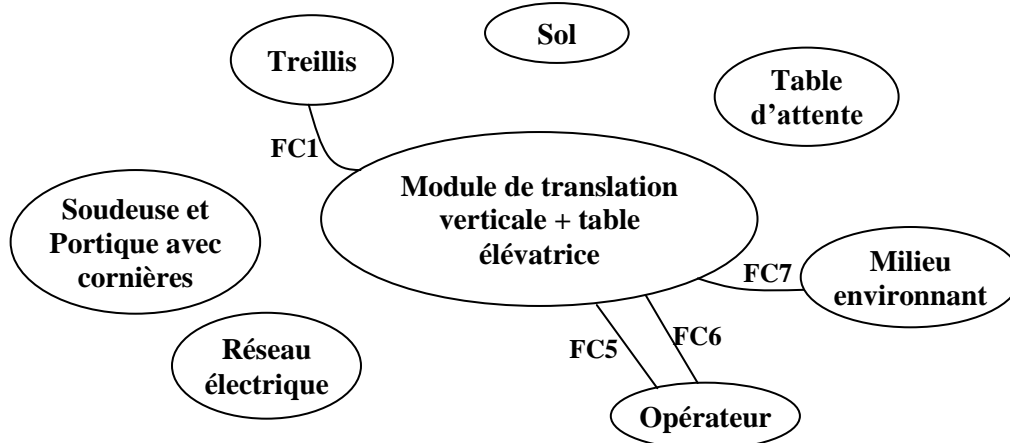 Sol
Treillis
Table
d'attente
FC1
Module de translation
verticale + table
élévatrice
Soudeuse et
Portique avec
cornières
FC7
Milieu
environnant
FC5
FC6
Réseau
électrique
Opérateur